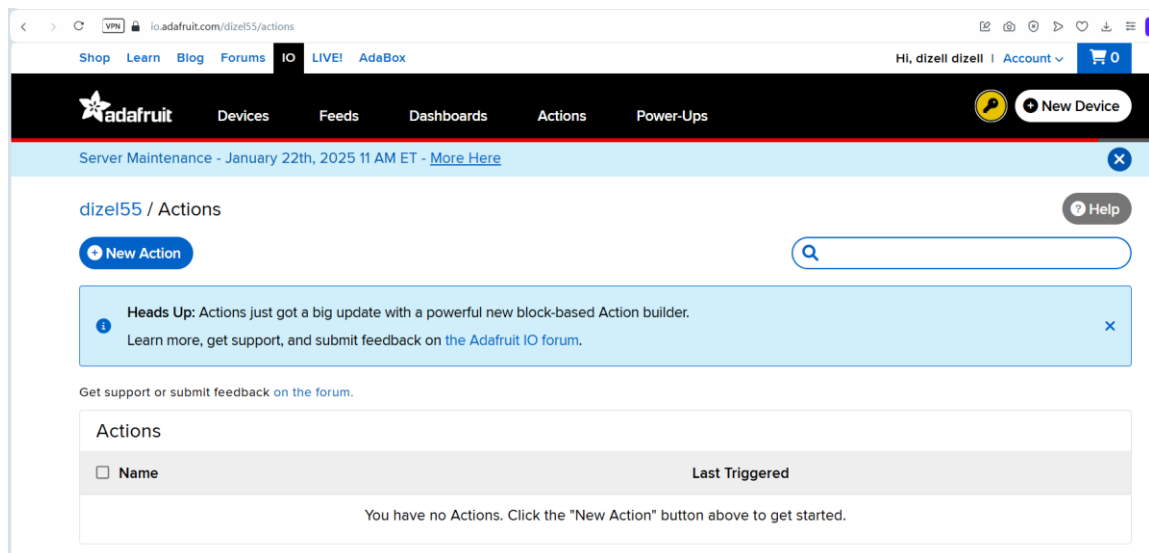 VPN io.adafruit.com/dizel55/actions
Shop Learn Blog Forums IO LIVE! AdaBox Hi, dizell dizell | Account 0
adafruit Devices Feeds Dashboards Actions Power-Ups New Device
Server Maintenance - January 22th, 2025 11 AM ET - More Here
dizel55 / Actions
? Help
New Action
Heads Up: Actions just got a big update with a powerful new block-based Action builder.
Learn more, get support, and submit feedback on the Adafruit IO forum.
Get support or submit feedback on the forum.
Actions
Name Last Triggered
You have no Actions. Click the "New Action" button above to get started.